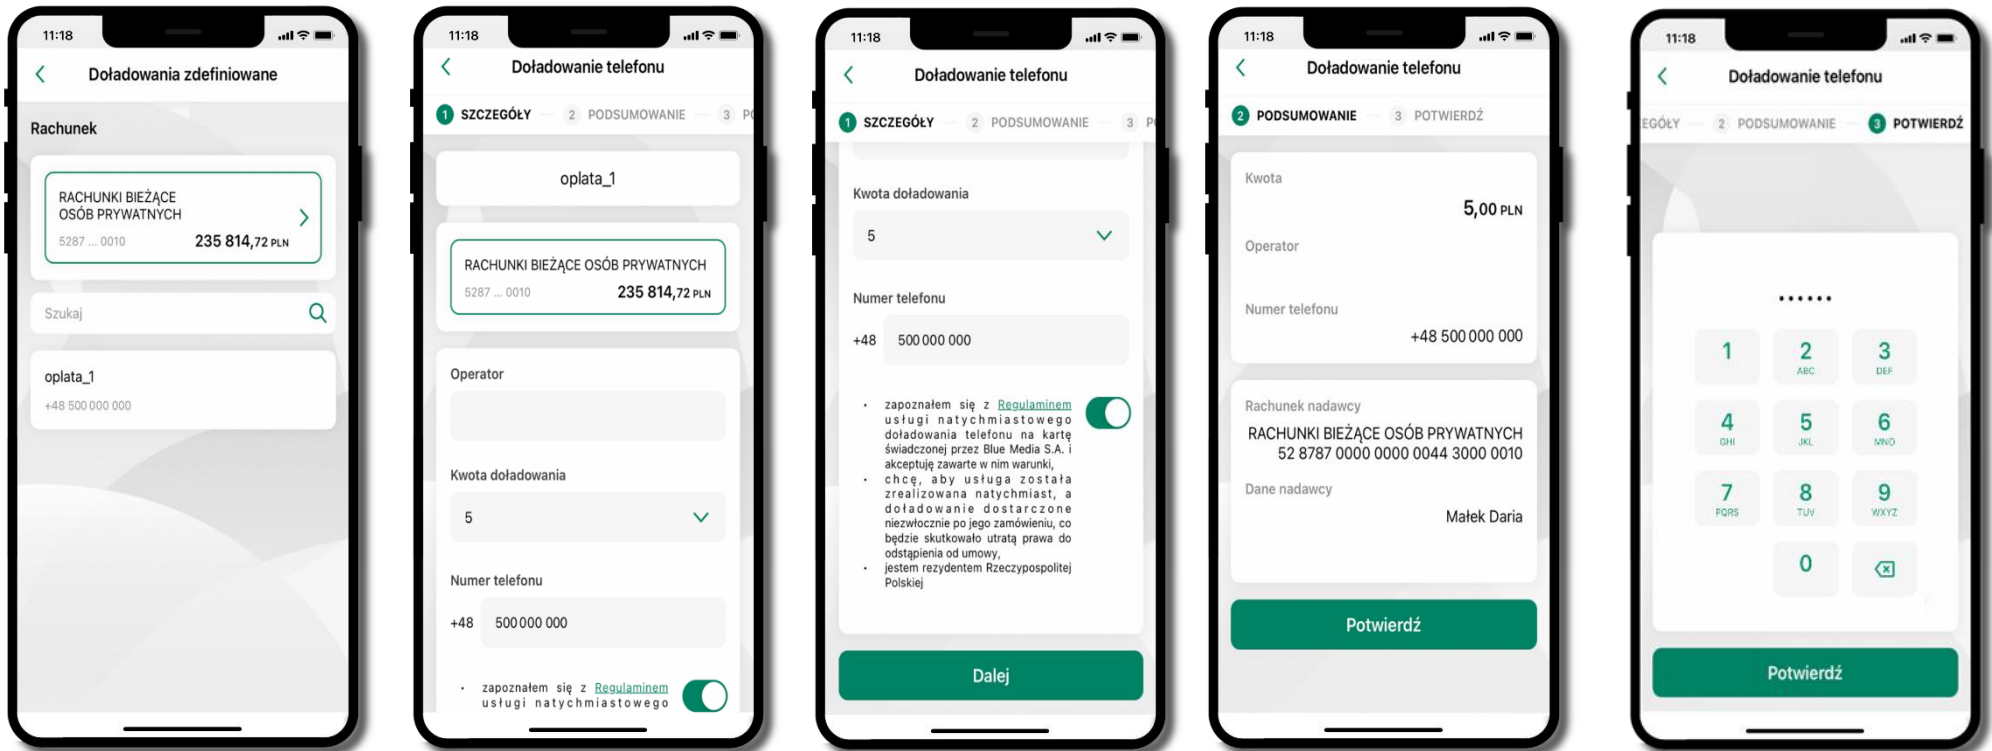 11:18
Doładowania zdefiniowane
Rachunek
RACHUNKI BIEŻĄCE
OSÓB PRYWATNYCH
5287 ... 0010 235 814,72 PLN
Szukaj
oplata_1
+48 500 000 000
11:18
Doładowanie telefonu
1 SZCZEGÓŁY 2 PODSUMOWANIE 3 PO
oplata_1
RACHUNKI BIEŻĄCE OSÓB PRYWATNYCH
5287 ... 0010 235 814,72 PLN
Operator
Kwota doładowania
5
Numer telefonu
+48 500 000 000
• zapoznałem się z Regulaminem
usługi natychmiastowego
11:18
Doładowanie telefonu
1 SZCZEGÓŁY 2 PODSUMOWANIE 3 P
Kwota doładowania
5
Numer telefonu
+48 500 000 000
• zapoznałem się z Regulaminem
usługi natychmiastowego
doładowania telefonu na kartę
świadczonej przez Blue Media S.A. i
akceptuję zawarte w nim warunki,
• chcę, aby usługa została
zrealizowana natychmiast, a
doładowanie dostarczone
niezwłocznie po jego zamówieniu, co
będzie skutkowało utratą prawa do
odstąpienia od umowy,
• jestem rezydentem Rzeczypospolitej
Polskiej
Dalej
11:18
Doładowanie telefonu
2 PODSUMOWANIE 3 POTWIERDŹ
Kwota
5,00 PLN
Operator
Numer telefonu
+48 500 000 000
Rachunek nadawcy
RACHUNKI BIEŻĄCE OSÓB PRYWATNYCH
52 8787 0000 0000 0044 3000 0010
Dane nadawcy
Małek Daria
Potwierdź
11:18
Doładowanie telefonu
EGÓŁY 2 PODSUMOWANIE 3 POTWIERDŹ
••••••
1 2 3
ABC DEF
4 5 6
GHI JKL MNO
7 8 9
PQRS TUV WXYZ
0
Potwierdź